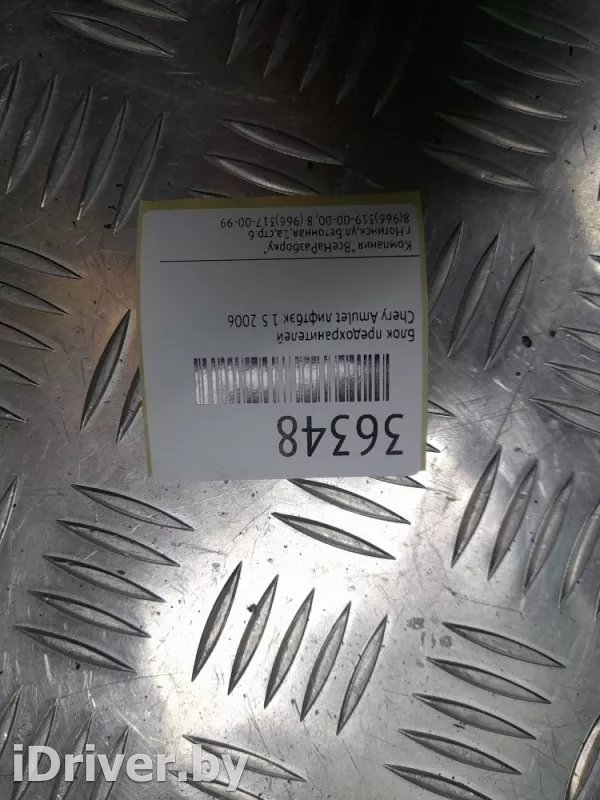 36348
Блок предохранителей
Chery Amulet лифтбэк 1.5 2006
Компания "ВсеНаРазборку"
г.Ногинск,ул.Бетонная,1а,стр.6
8(966)319-00-00, 8 (966)317-00-99
iDriver.by